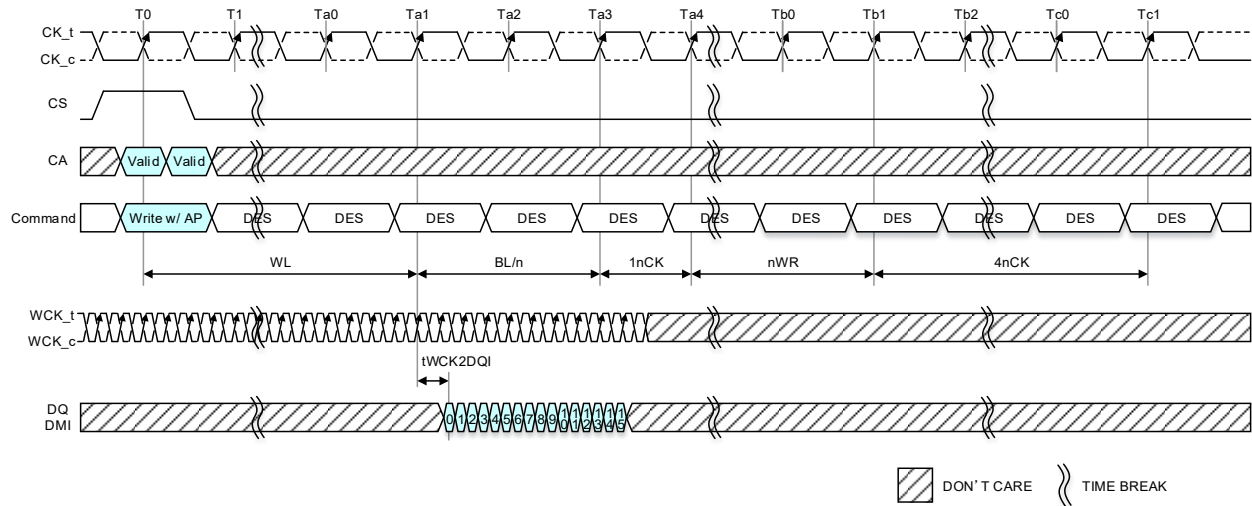 T0 T1 Ta0 Ta1 Ta2 Ta3 Ta4 Tb0 Tb1 Tb2 Tc0 Tc1
CK_t
CK_c
CS
CA Valid Valid
Command Write w/ AP DES DES DES DES DES DES DES DES DES DES DES
WL BL/n 1nCK nWR 4nCK
WCK_t
WCK_c
tWCK2DQI
DQ
DMI
0 1 2 3 4 5 6 7 8 9 10 11 12 13 14 15
DON'T CARE TIME BREAK